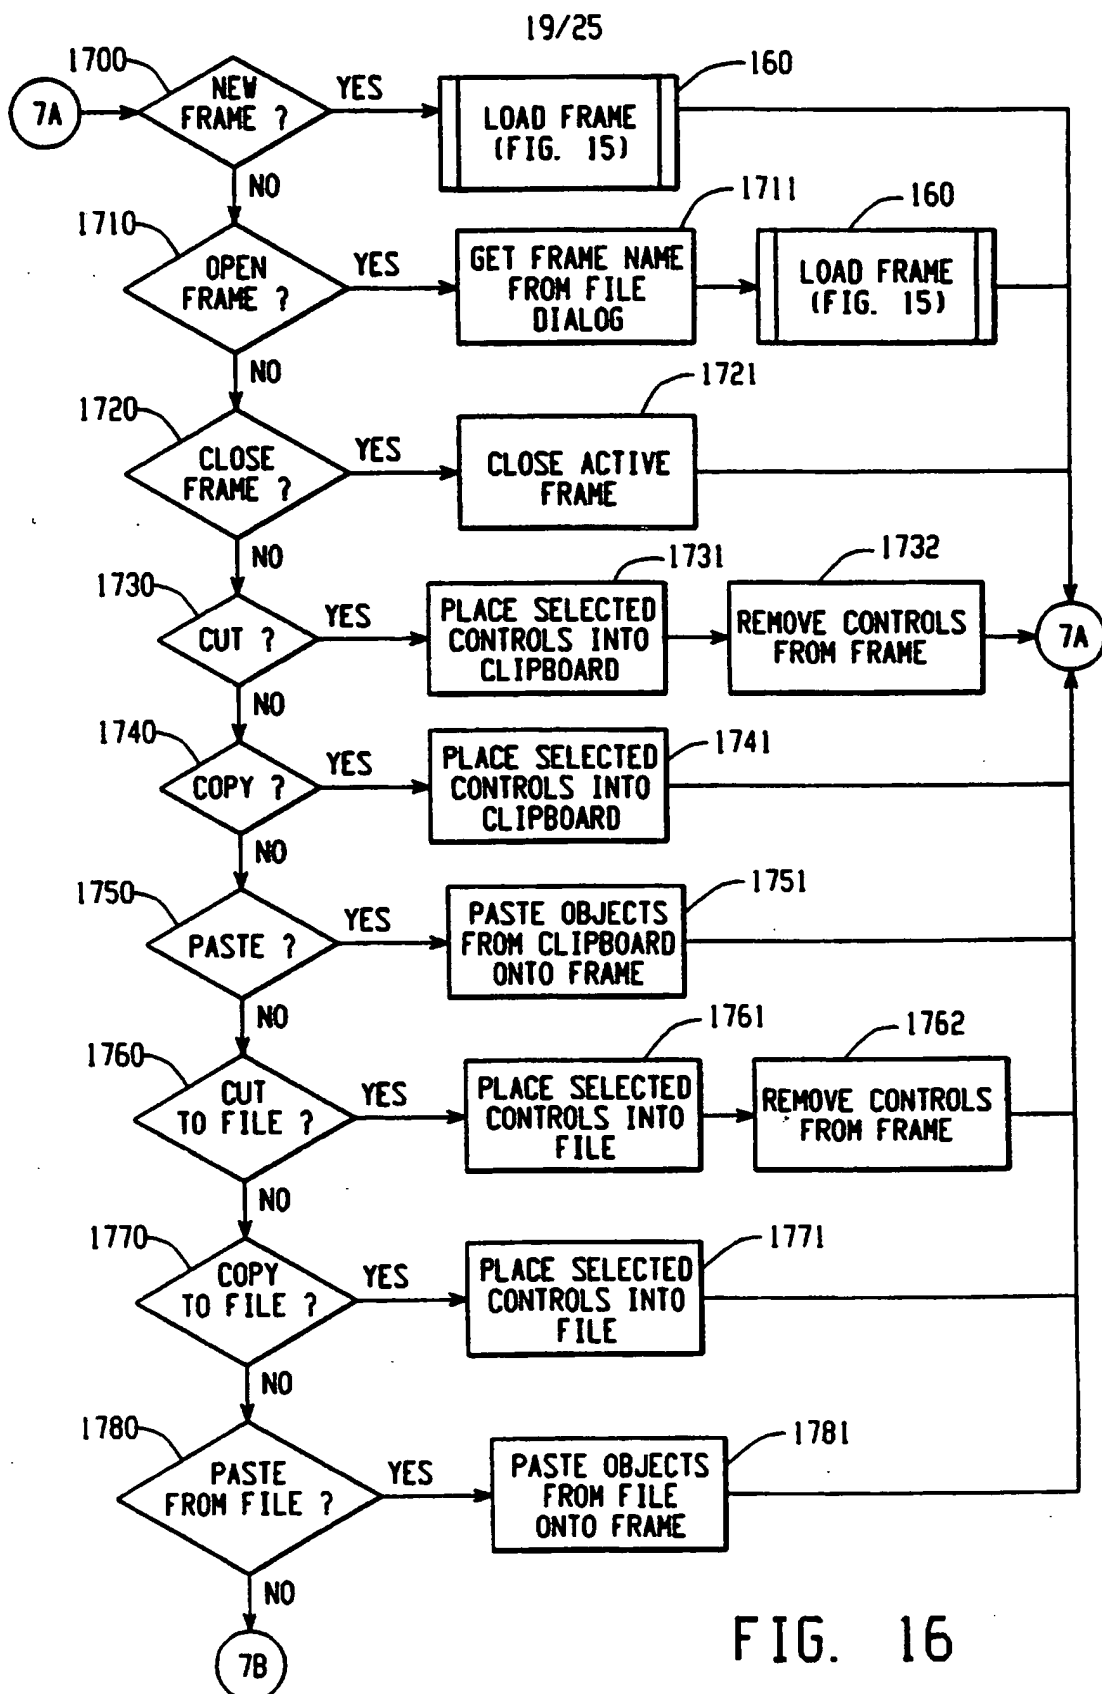 19/25
1700
160
7A
NEW
FRAME ?
YES
LOAD FRAME
(FIG. 15)
NO
1710
1711
160
OPEN
FRAME ?
YES
GET FRAME NAME
FROM FILE
DIALOG
LOAD FRAME
(FIG. 15)
NO
1720
1721
CLOSE
FRAME ?
YES
CLOSE ACTIVE
FRAME
NO
1730
1731
1732
CUT ?
YES
PLACE SELECTED
CONTROLS INTO
CLIPBOARD
REMOVE CONTROLS
FROM FRAME
7A
NO
1740
1741
COPY ?
YES
PLACE SELECTED
CONTROLS INTO
CLIPBOARD
NO
1750
1751
PASTE ?
YES
PASTE OBJECTS
FROM CLIPBOARD
ONTO FRAME
NO
1760
1761
1762
CUT
TO FILE ?
YES
PLACE SELECTED
CONTROLS INTO
FILE
REMOVE CONTROLS
FROM FRAME
NO
1770
1771
COPY
TO FILE ?
YES
PLACE SELECTED
CONTROLS INTO
FILE
NO
1780
1781
PASTE
FROM FILE ?
YES
PASTE OBJECTS
FROM FILE
ONTO FRAME
NO
7B
FIG. 16